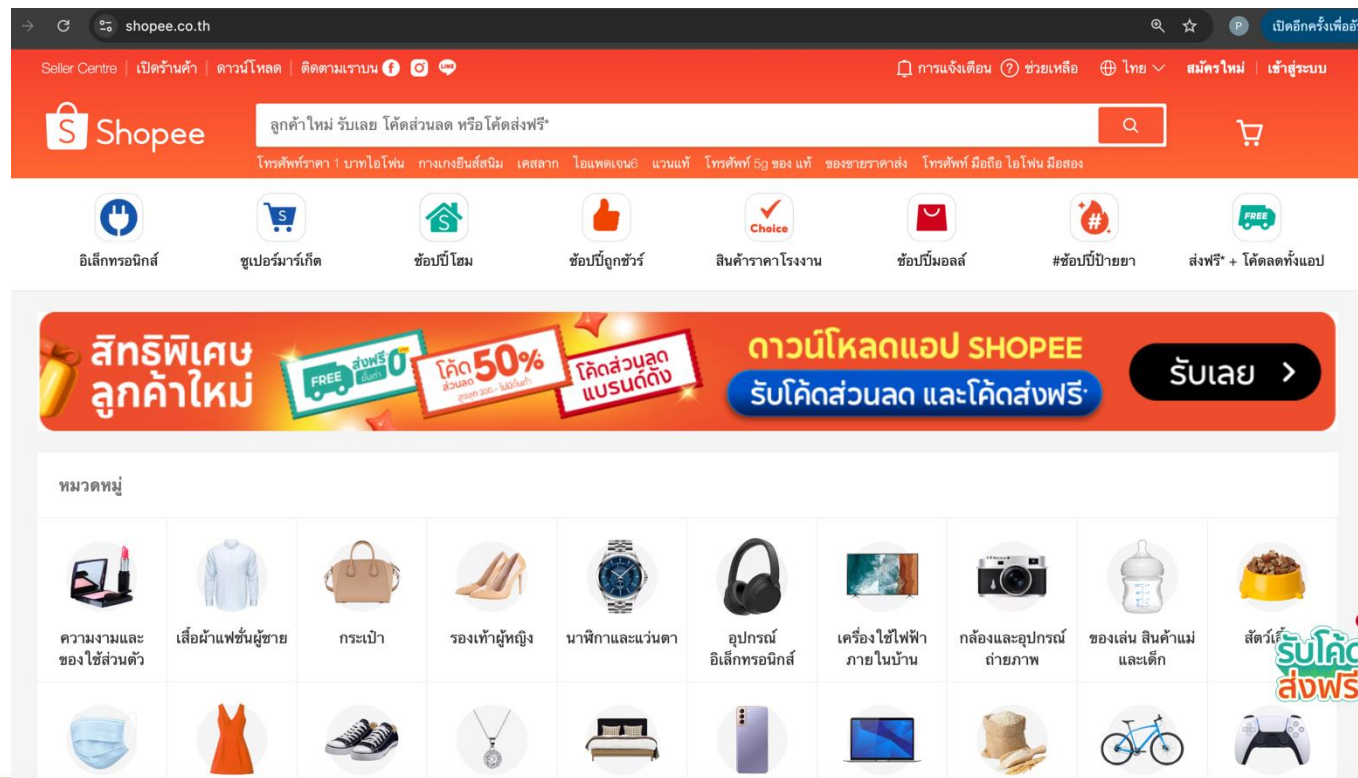 shopee.co.th
P
เปิดอีกครั้งเพื่ออั
Seller Centre | เปิดร้านค้า | ดาวน์โหลด | ติดตามเราบน
LINE
การแจ้งเตือน
? ช่วยเหลือ
ไทย
สมัครใหม่ | เข้าสู่ระบบ
S Shopee
ลูกค้าใหม่ รับเลย โค้ดส่วนลด หรือโค้ดส่งฟรี*
โทรศัพท์ราคา 1 บาทไอโฟน กางเกงยีนส์สนิม เคสลาก ไอแพตเจน6 แวนแท้ โทรศัพท์ 5g ของ แท้ ของขายราคาส่ง โทรศัพท์ มือถือ ไอโฟน มือสอง
S
S
Choice
#
FREE
อิเล็กทรอนิกส์
ซูเปอร์มาร์เก็ต
ช้อปปี้โฮม
ช้อปปี้ถูกชัวร์
สินค้าราคาโรงงาน
ช้อปปี้มอลล์
#ช้อปปี้ป้ายยา
ส่งฟรี* + โค้ดลดทั้งแอป
สิทธิพิเศษ
ลูกค้าใหม่
FREE ส่งฟรี 0 ขั้นต่ำ
โค้ด 50%
ส่วนลด
โค้ดส่วนลด
แบรนด์ดัง
ดาวน์โหลดแอป SHOPEE
รับโค้ดส่วนลด และโค้ดส่งฟรี*
รับเลย >
หมวดหมู่
ความงามและ
ของใช้ส่วนตัว
เสื้อผ้าแฟชั่นผู้ชาย
กระเป๋า
รองเท้าผู้หญิง
นาฬิกาและแว่นตา
อุปกรณ์
อิเล็กทรอนิกส์
เครื่องใช้ไฟฟ้า
ภายในบ้าน
กล้องและอุปกรณ์
ถ่ายภาพ
ของเล่น สินค้าแม่
และเด็ก
รับโค้ด
ส่งฟรี